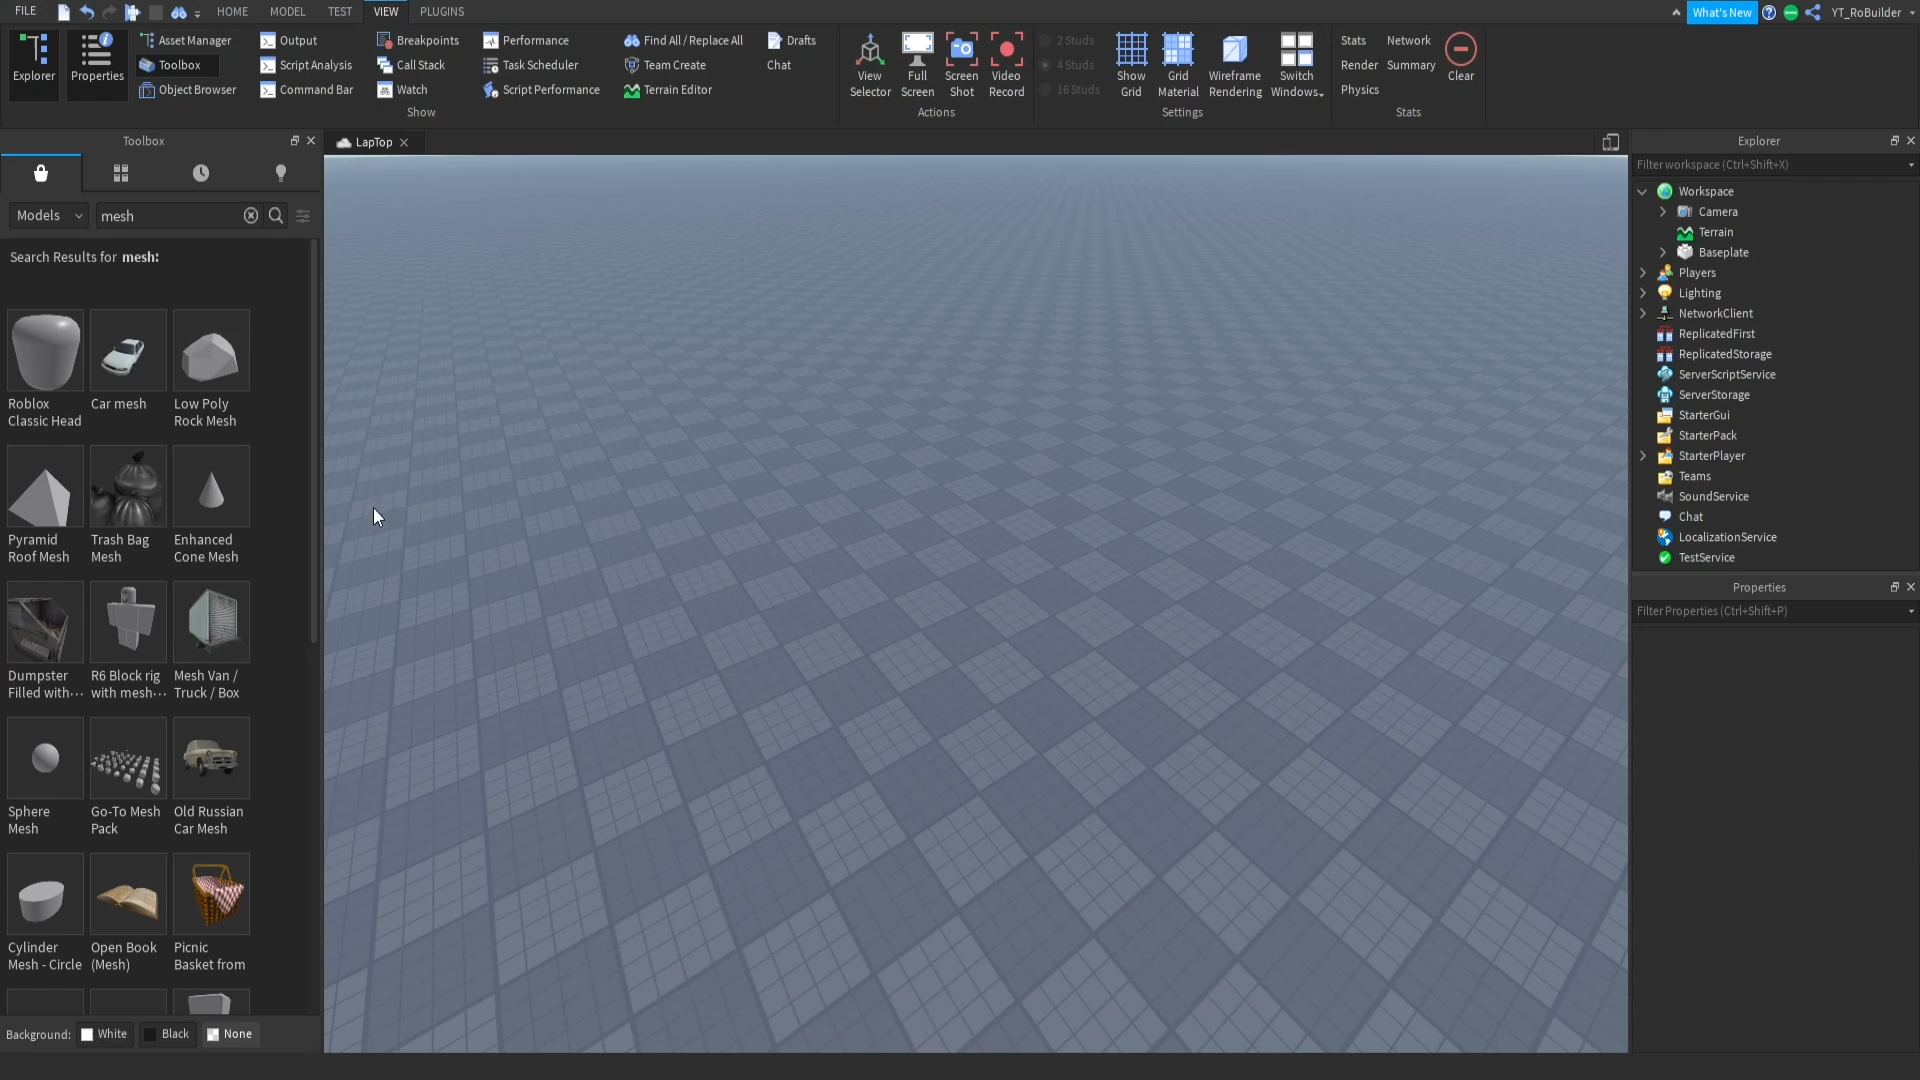 FILE HOME MODEL TEST VIEW PLUGINS What's New YT_RoBuilder
Explorer
Properties
Asset Manager
Toolbox
Object Browser
Output
Script Analysis
Command Bar
Breakpoints
Call Stack
Watch
Performance
Task Scheduler
Script Performance
Find All / Replace All
Team Create
Terrain Editor
Drafts
Chat
Show
View
Selector
Full
Screen
Screen
Shot
Video
Record
Actions
2 Studs
4 Studs
16 Studs
Show
Grid
Grid
Material
Wireframe
Rendering
Switch
Windows
Settings
Stats
Render
Physics
Network
Summary
Clear
Stats
Toolbox
Models
mesh
Search Results for mesh:
Roblox
Classic Head
Car mesh
Low Poly
Rock Mesh
Pyramid
Roof Mesh
Trash Bag
Mesh
Enhanced
Cone Mesh
Dumpster
Filled with···
R6 Block rig
with mesh···
Mesh Van /
Truck / Box
Sphere
Mesh
Go-To Mesh
Pack
Old Russian
Car Mesh
Cylinder
Mesh - Circle
Open Book
(Mesh)
Picnic
Basket from
Background: White Black None
LapTop
Explorer
Filter workspace (Ctrl+Shift+X)
Workspace
Camera
Terrain
Baseplate
Players
Lighting
NetworkClient
ReplicatedFirst
ReplicatedStorage
ServerScriptService
ServerStorage
StarterGui
StarterPack
StarterPlayer
Teams
SoundService
Chat
LocalizationService
TestService
Properties
Filter Properties (Ctrl+Shift+P)